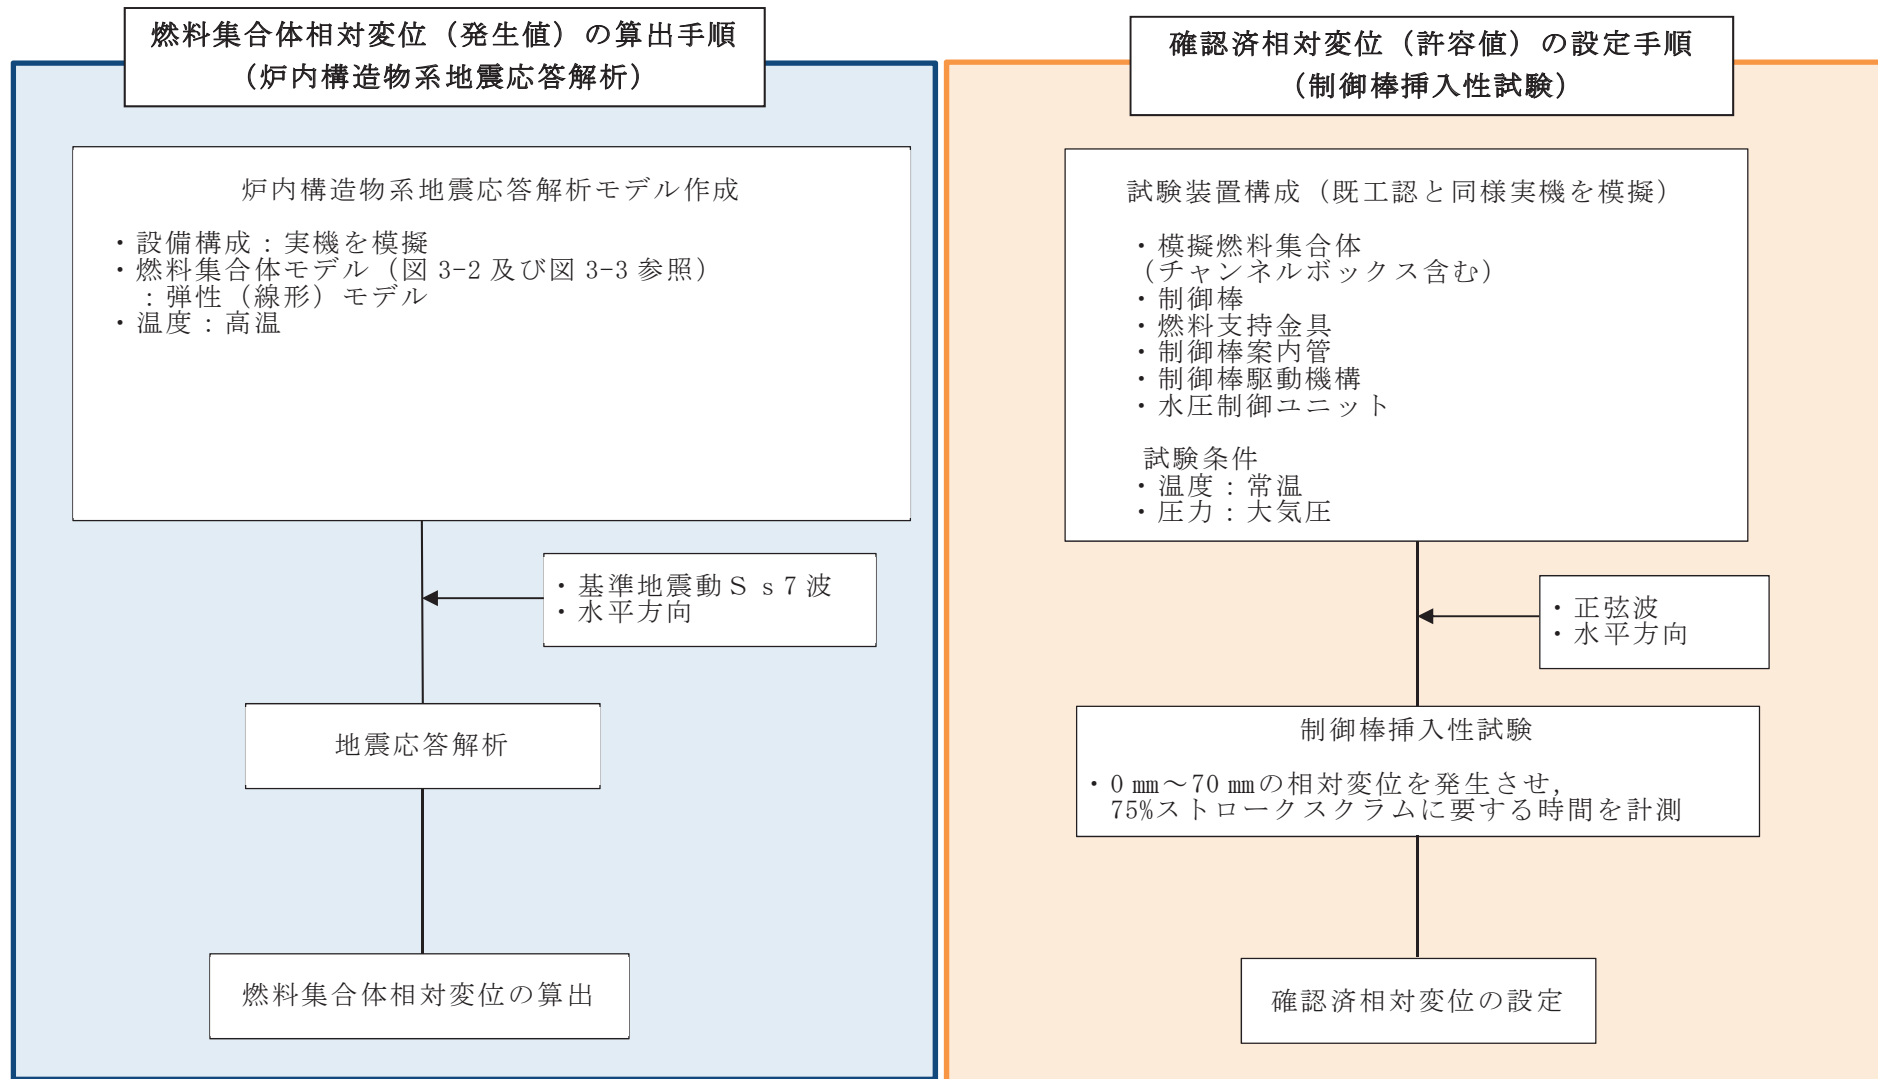 燃料集合体相対変位（発生値）の算出手順
（炉内構造物系地震応答解析）
炉内構造物系地震応答解析モデル作成
・設備構成：実機を模擬
・燃料集合体モデル（図 3-2 及び図 3-3 参照）
：弾性（線形）モデル
・温度：高温
・基準地震動Ｓｓ７波
・水平方向
地震応答解析
燃料集合体相対変位の算出
確認済相対変位（許容値）の設定手順
（制御棒挿入性試験）
試験装置構成（既工認と同様実機を模擬）
・模擬燃料集合体
（チャンネルボックス含む）
・制御棒
・燃料支持金具
・制御棒案内管
・制御棒駆動機構
・水圧制御ユニット
試験条件
・温度：常温
・圧力：大気圧
・正弦波
・水平方向
制御棒挿入性試験
・0 ㎜～70 ㎜の相対変位を発生させ，
75%ストロークスクラムに要する時間を計測
確認済相対変位の設定